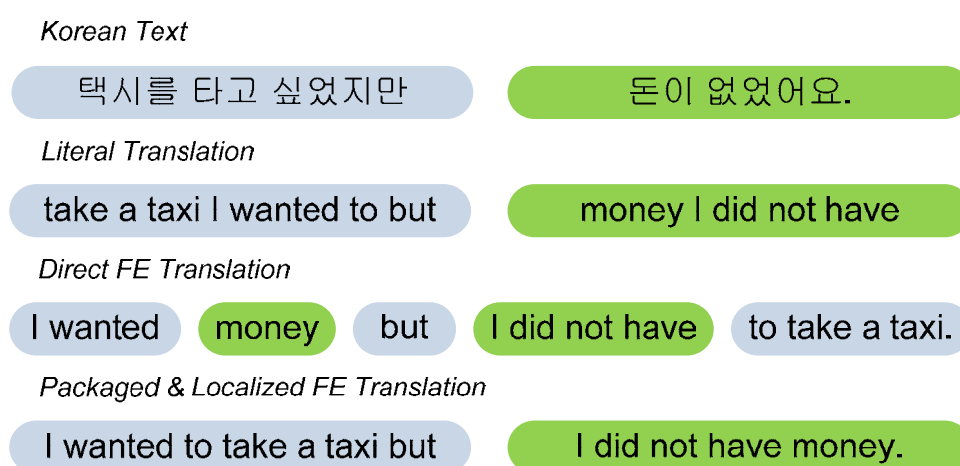 Korean Text
택시를 타고 싶었지만 돈이 없었어요.
Literal Translation
take a taxi I wanted to but money I did not have
Direct FE Translation
I wanted money but I did not have to take a taxi.
Packaged & Localized FE Translation
I wanted to take a taxi but I did not have money.